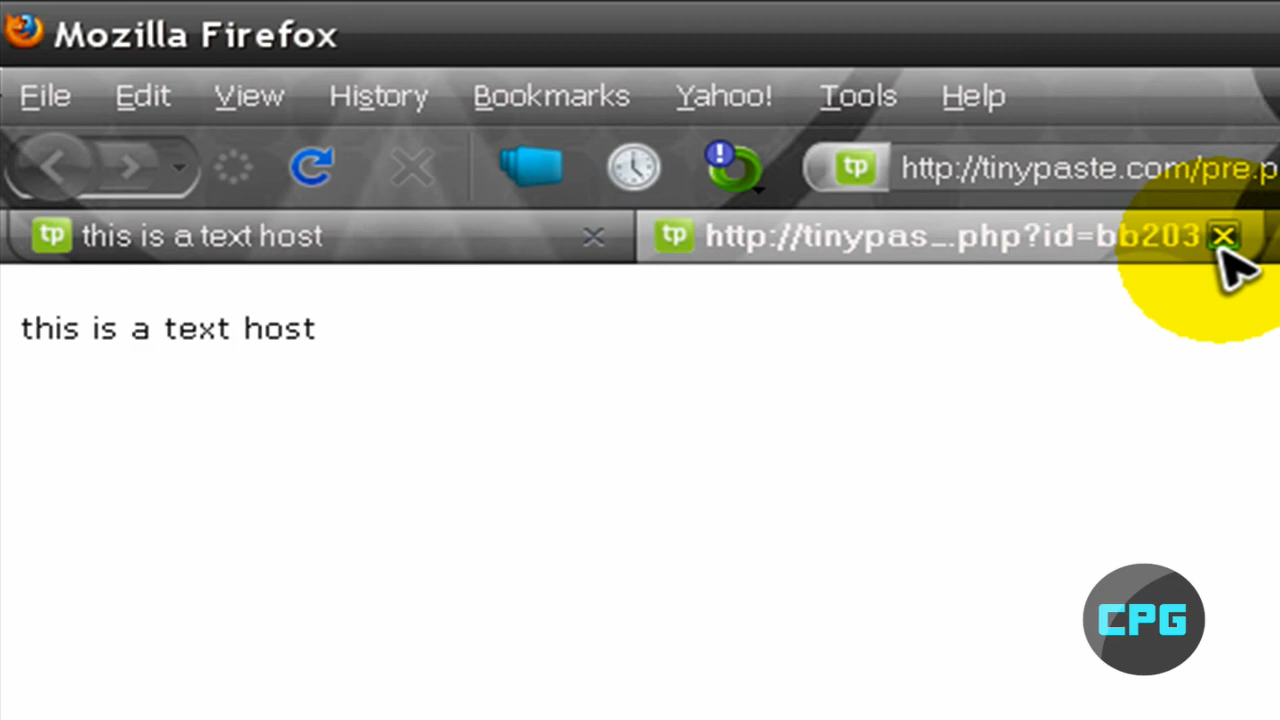 Mozilla Firefox
File Edit View History Bookmarks Yahoo! Tools Help
tp http://tinypaste.com/pre.p
tp this is a text host tp http://tinypas_.php?id=bb203
this is a text host
CPG